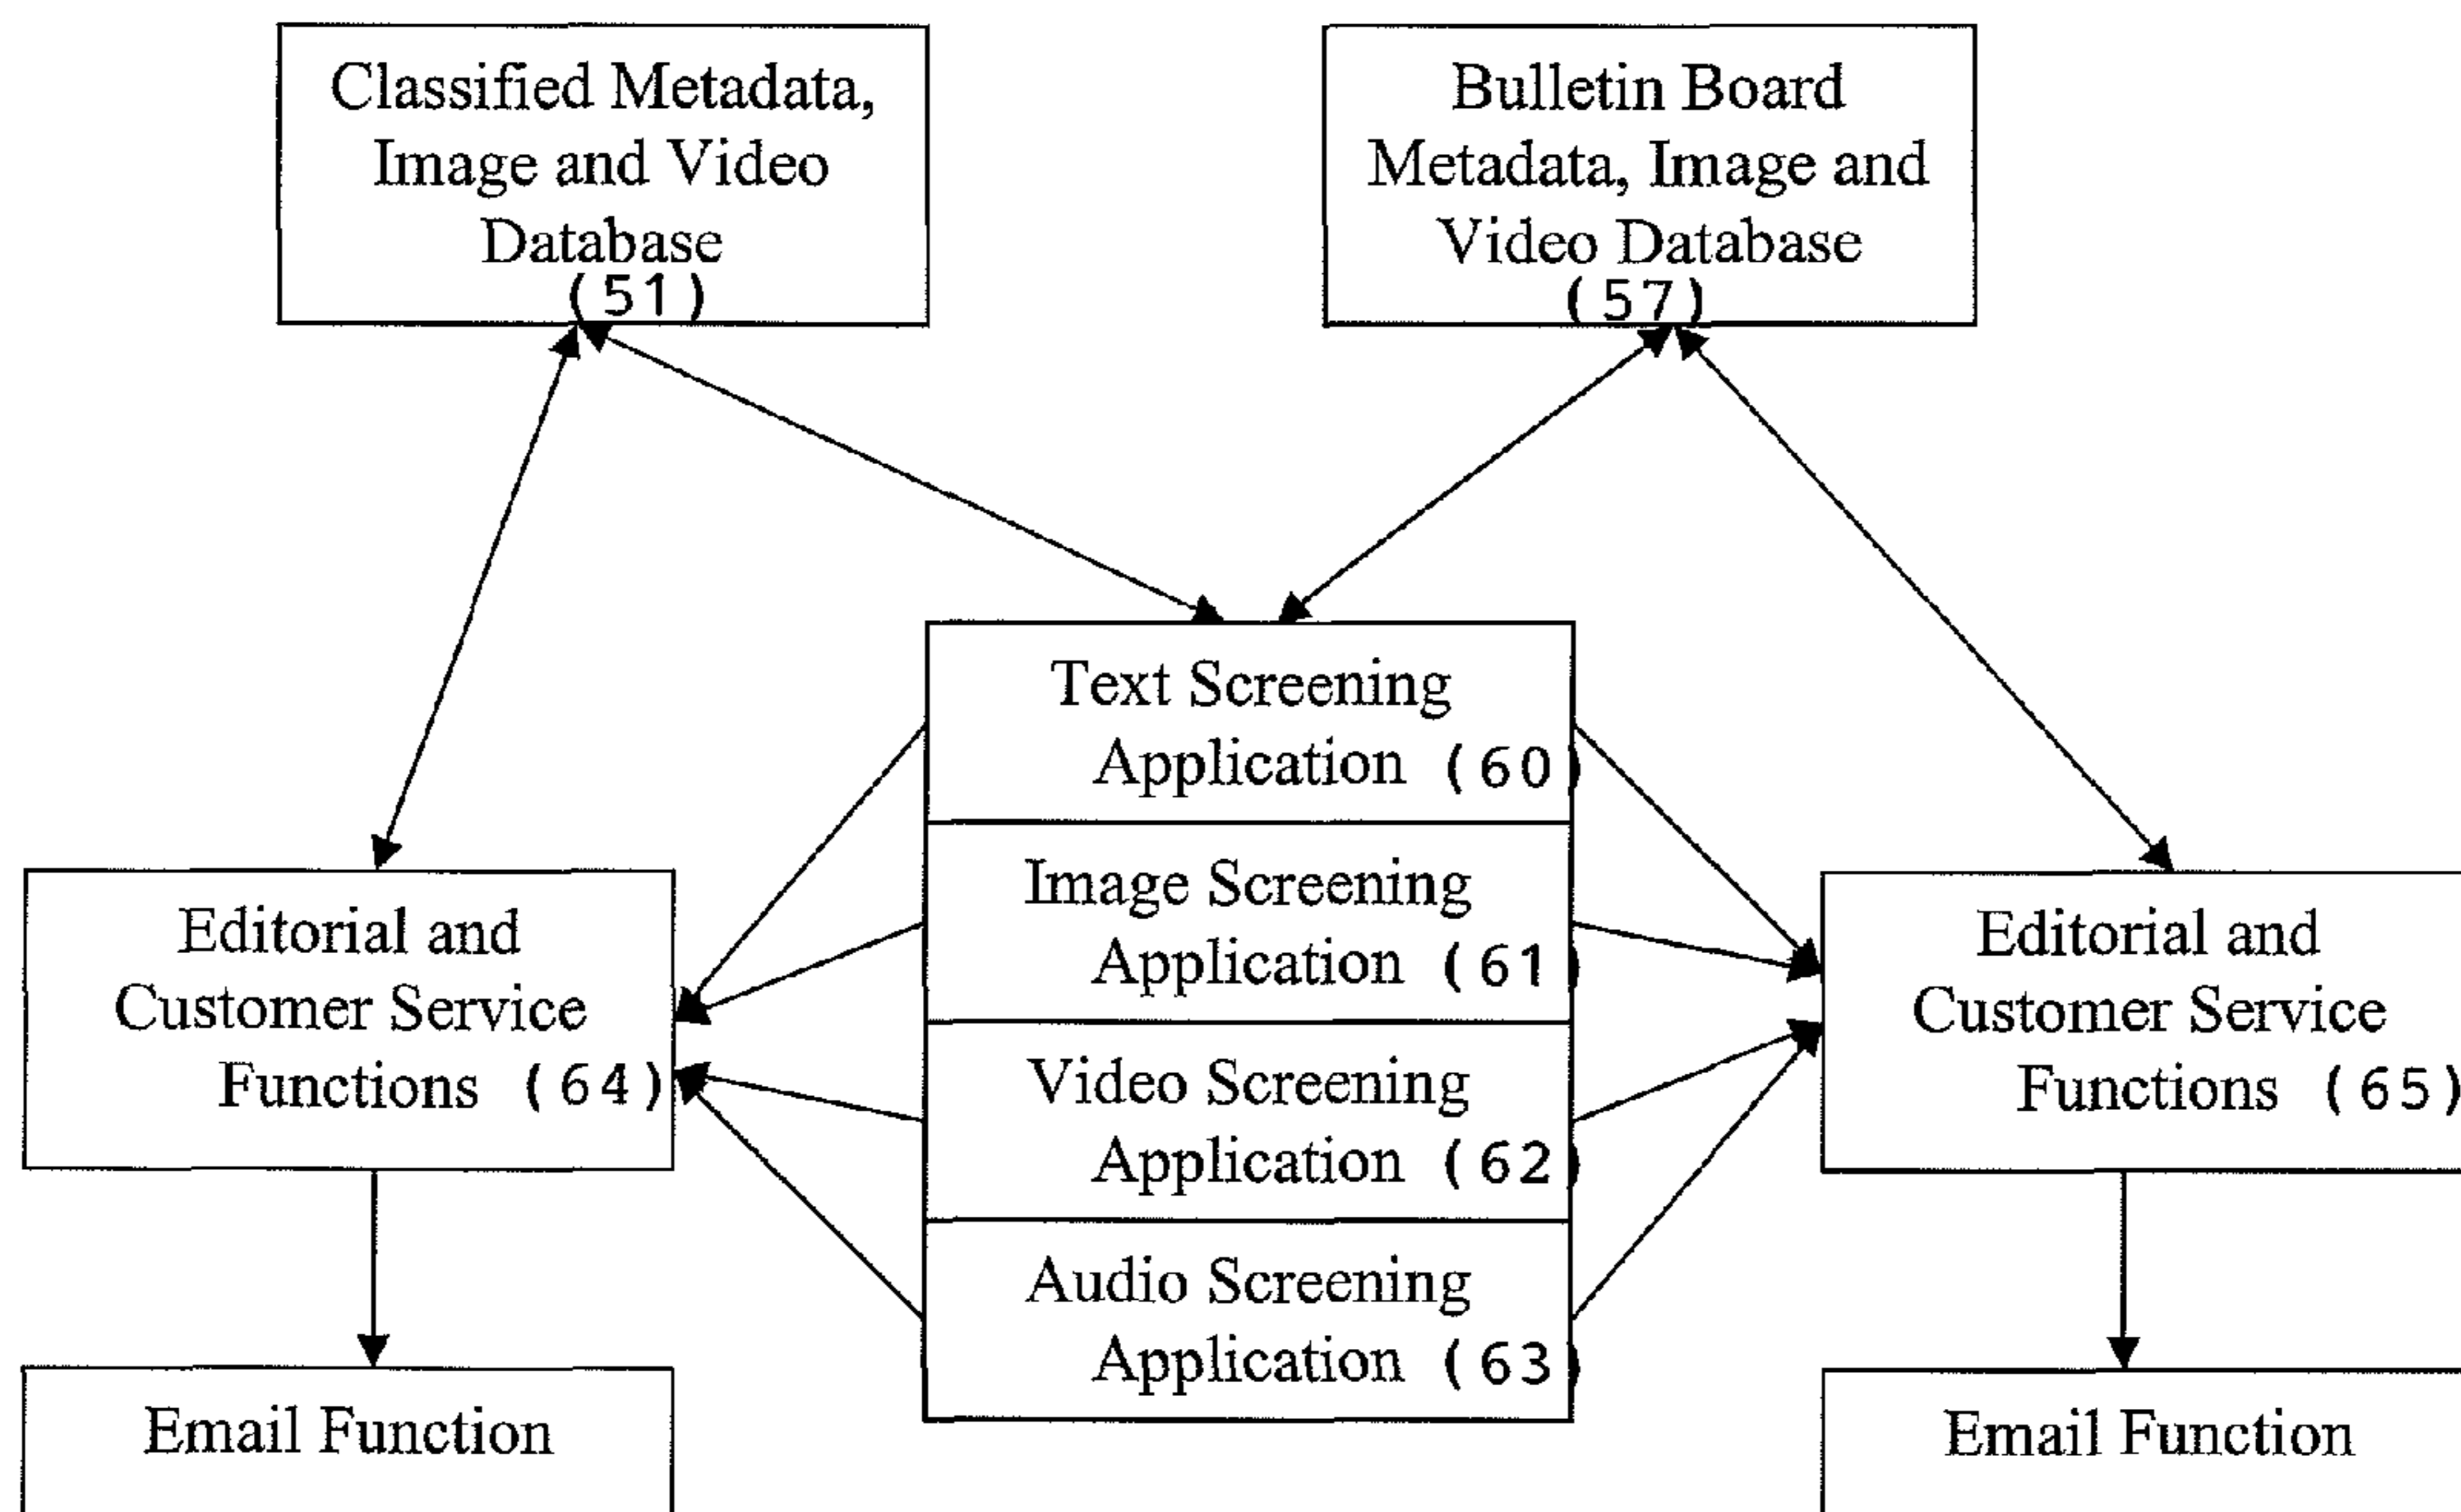 Classified Metadata,
Image and Video
Database
(51)
Bulletin Board
Metadata, Image and
Video Database
(57)
Text Screening
Application (60)
Image Screening
Application (61)
Video Screening
Application (62)
Audio Screening
Application (63)
Editorial and
Customer Service
Functions (64)
Editorial and
Customer Service
Functions (65)
Email Function
Email Function